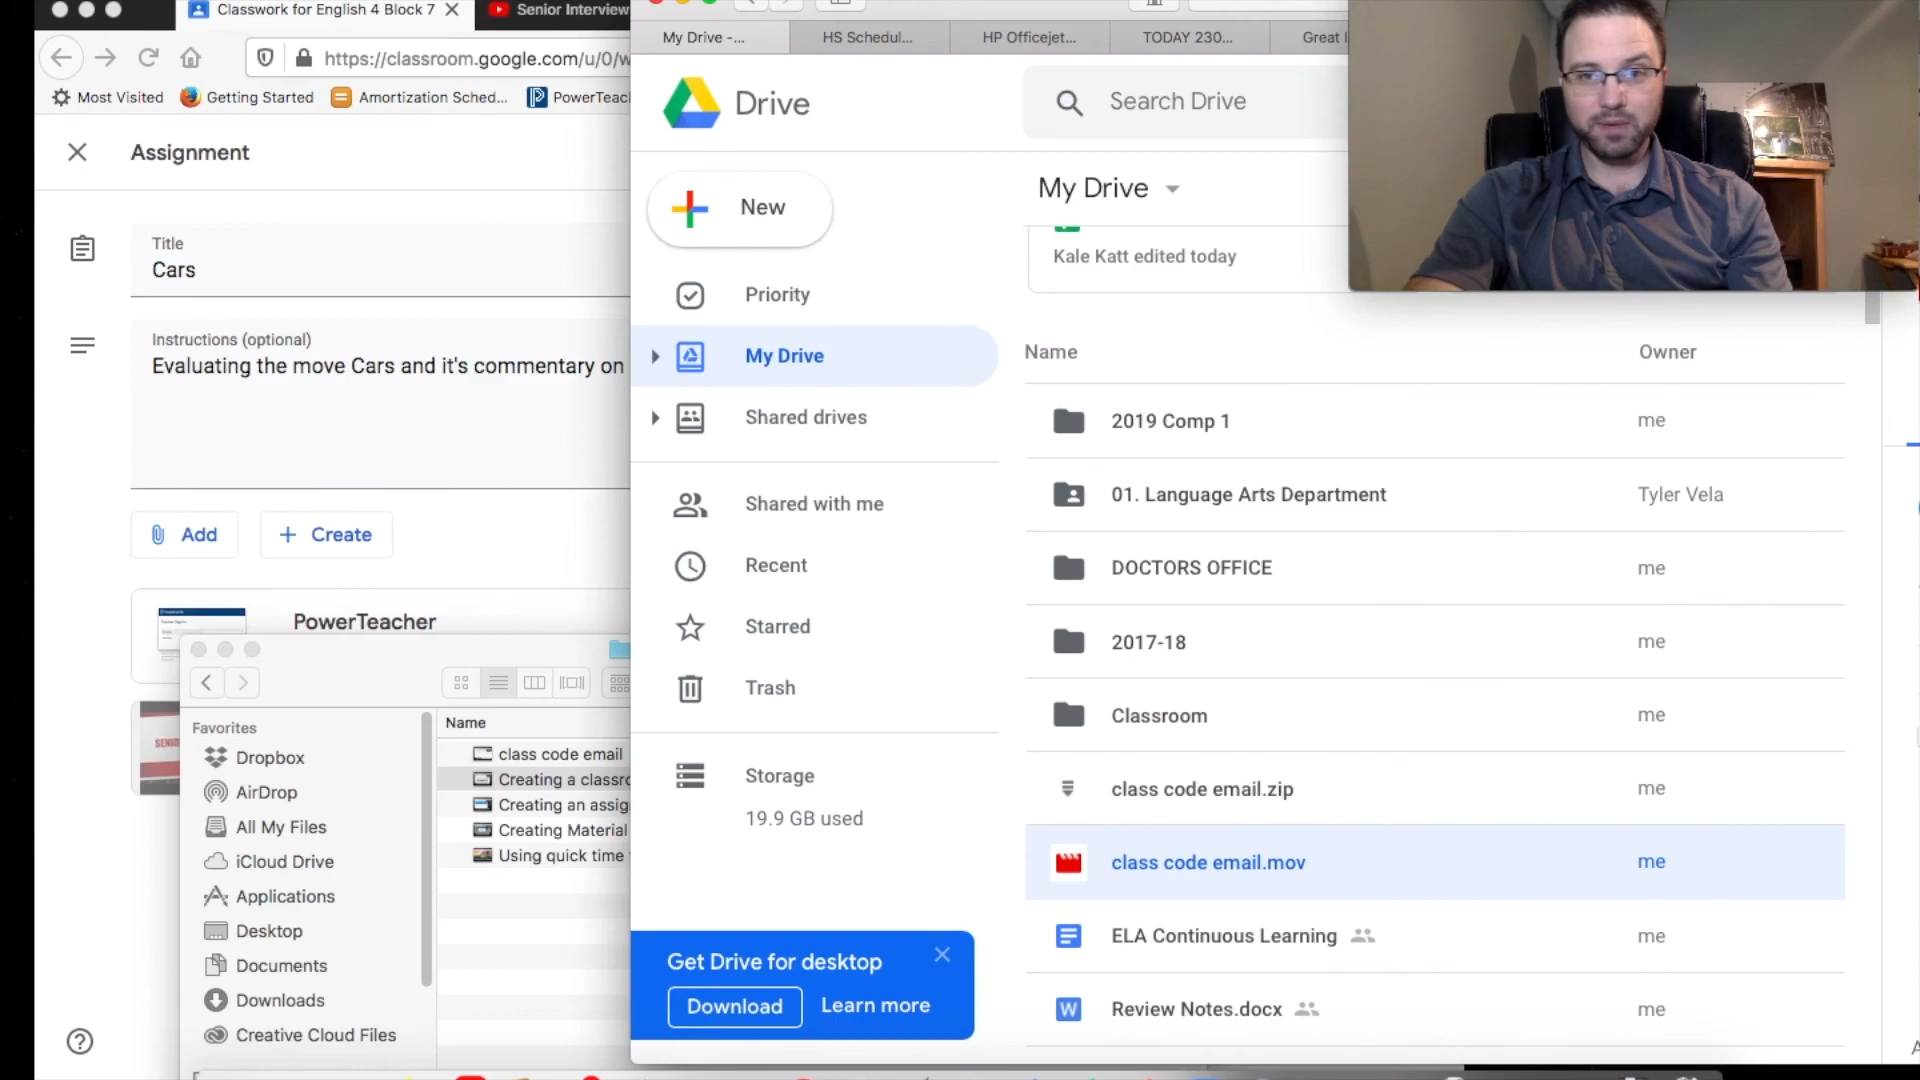 Classwork for English 4 Block 7
Senior Interview
https://classroom.google.com/u/0/w
Most Visited
Getting Started
Amortization Sched...
PowerTeac
Assignment
Title
Cars
Instructions (optional)
Evaluating the move Cars and it's commentary on
Add
Create
PowerTeacher
Favorites
Dropbox
AirDrop
All My Files
iCloud Drive
Applications
Desktop
Documents
Downloads
Creative Cloud Files
Name
class code email
Creating a classro
Creating an assig
Creating Material
Using quick time
My Drive -...
HS Schedul...
HP Officejet...
TODAY 230...
Great
Drive
Search Drive
New
Priority
My Drive
Shared drives
Shared with me
Recent
Starred
Trash
Storage
19.9 GB used
Get Drive for desktop
Download
Learn more
My Drive
Kale Katt edited today
Name Owner
2019 Comp 1 me
01. Language Arts Department Tyler Vela
DOCTORS OFFICE me
2017-18 me
Classroom me
class code email.zip me
class code email.mov me
ELA Continuous Learning me
W Review Notes.docx me